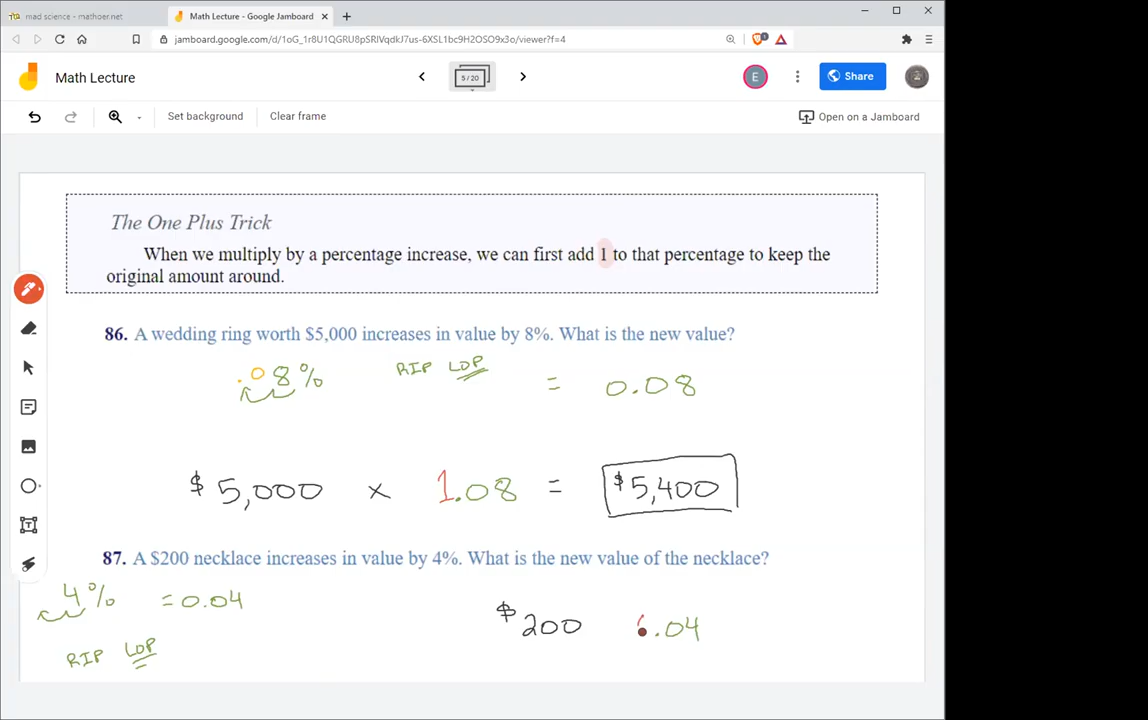 mad science - mathoer.net
Math Lecture - Google Jamboard
jamboard.google.com/d/1oG_1r8U1QGRU8pSRlVqdkJ7us-6XSL1bc9H2OSO9x3o/viewer?f=4
Math Lecture
5 / 20
E
Share
Set background
Clear frame
Open on a Jamboard
The One Plus Trick
When we multiply by a percentage increase, we can first add 1 to that percentage to keep the
original amount around.
86. A wedding ring worth $5,000 increases in value by 8%. What is the new value?
.08% RIP LOP = 0.08
$5,000 x 1.08 = $5,400
87. A $200 necklace increases in value by 4%. What is the new value of the necklace?
4% = 0.04
$200 .04
RIP LOP